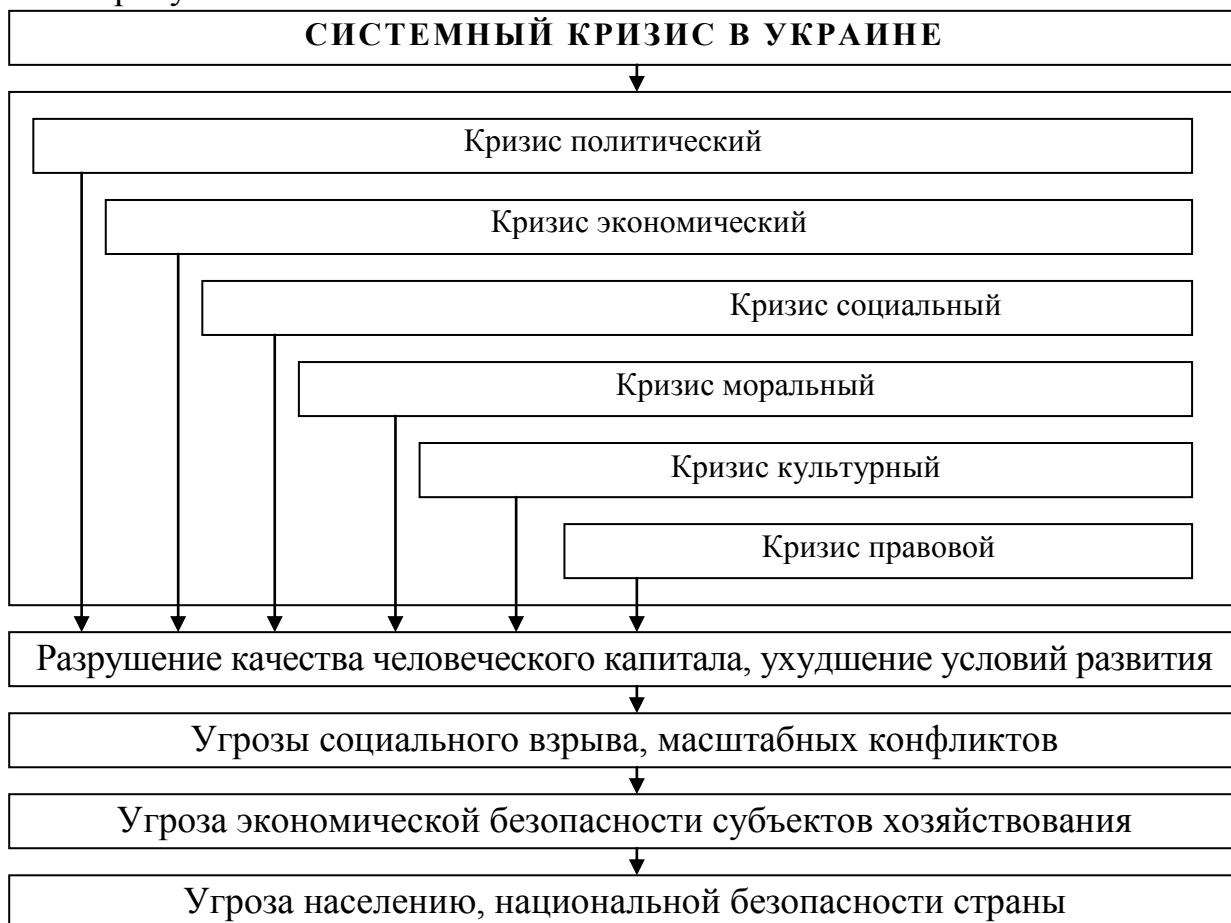 СИСТЕМНЫЙ КРИЗИС В УКРАИНЕ
Кризис политический
Кризис экономический
Кризис социальный
Кризис моральный
Кризис культурный
Кризис правовой
Разрушение качества человеческого капитала, ухудшение условий развития
Угрозы социального взрыва, масштабных конфликтов
Угроза экономической безопасности субъектов хозяйствования
Угроза населению, национальной безопасности страны